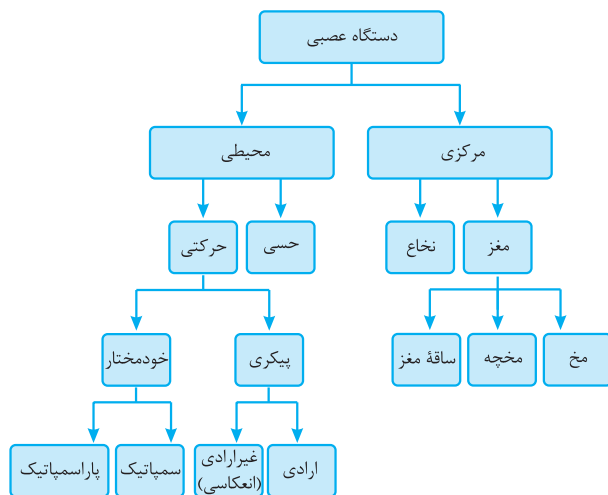 دستگاه عصبی
مرکزی
محیطی
مغز
نخاع
حسی
حرکتی
مخ
مخچه
ساقهٔ مغز
پیکری
خودمختار
ارادی
غیرارادی
(انعکاسی)
سمپاتیک
پاراسمپاتیک